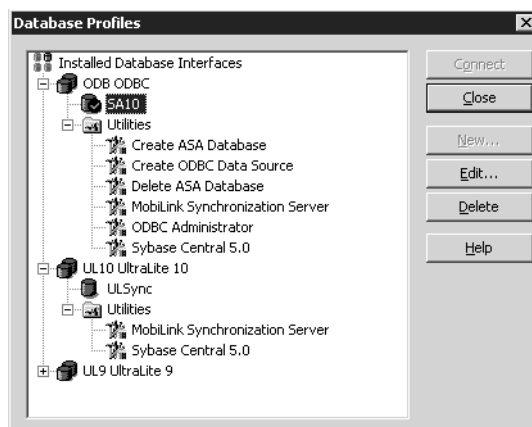 Database Profiles
Installed Database Interfaces
ODB ODBC
SA10
Utilities
Create ASA Database
Create ODBC Data Source
Delete ASA Database
MobiLink Synchronization Server
ODBC Administrator
Sybase Central 5.0
UL10 UltraLite 10
ULSync
Utilities
MobiLink Synchronization Server
Sybase Central 5.0
UL9 UltraLite 9
Connect
Close
New...
Edit...
Delete
Help